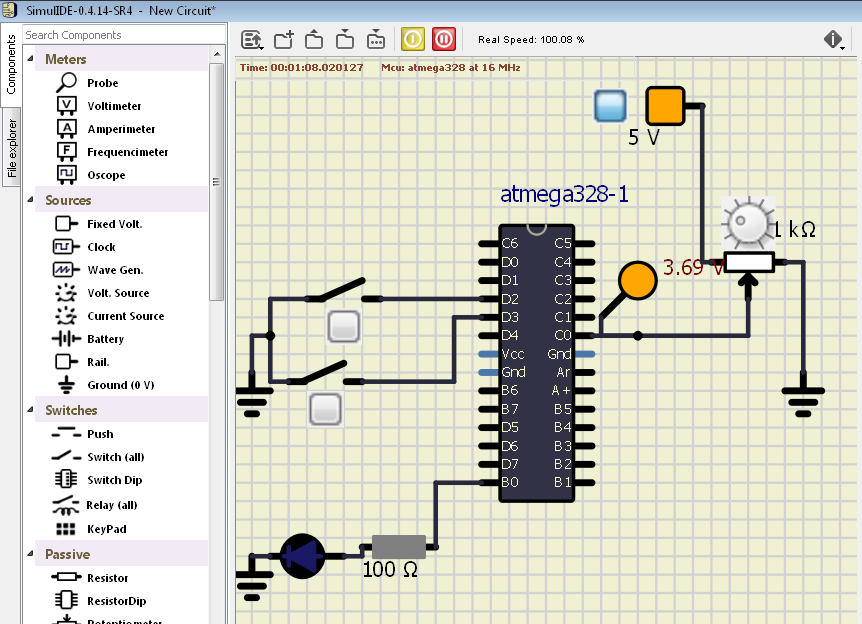 SimulIDE-0.4.14-SR4 - New Circuit*
Components
File explorer
Search Components
Meters
Probe
Voltimeter
Amperimeter
Frequencimeter
Oscope
Sources
Fixed Volt.
Clock
Wave Gen.
Volt. Source
Current Source
Battery
Rail.
Ground (0 V)
Switches
Push
Switch (all)
Switch Dip
Relay (all)
KeyPad
Passive
Resistor
ResistorDip
Potentiometer
Real Speed: 100.08 %
Time: 00:01:08.020127 Mcu: atmega328 at 16 MHz
5 V
atmega328-1
1 kΩ
3.69 V
C6 C5
D0 C4
D1 C3
D2 C2
D3 C1
D4 C0
Vcc Gnd
Gnd Ar
B6 A+
B7 B5
D5 B4
D6 B3
D7 B2
B0 B1
100 Ω
V
A
F